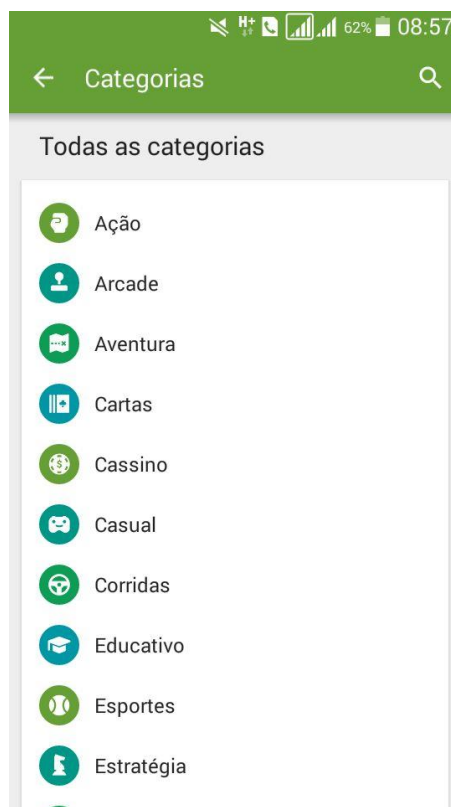 H+ 62% 08:57
Categorias
Todas as categorias
Ação
Arcade
Aventura
Cartas
Cassino
Casual
Corridas
Educativo
Esportes
Estratégia